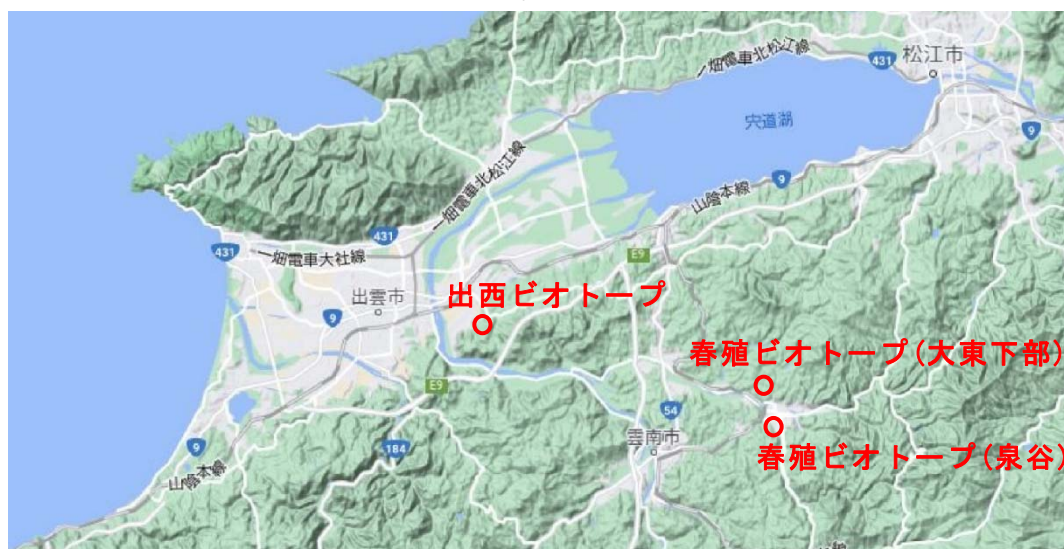 一畑電車北松江線
431
松江市
宍道湖
9
9
山陰本線
一畑電車北松江線
431
431
一畑電車大社線
E9
出西ビオトープ
出雲市
9
春殖ビオトープ(大東下部)
E9
54
雲南市
184
9
山陰本線
春殖ビオトープ(泉谷)